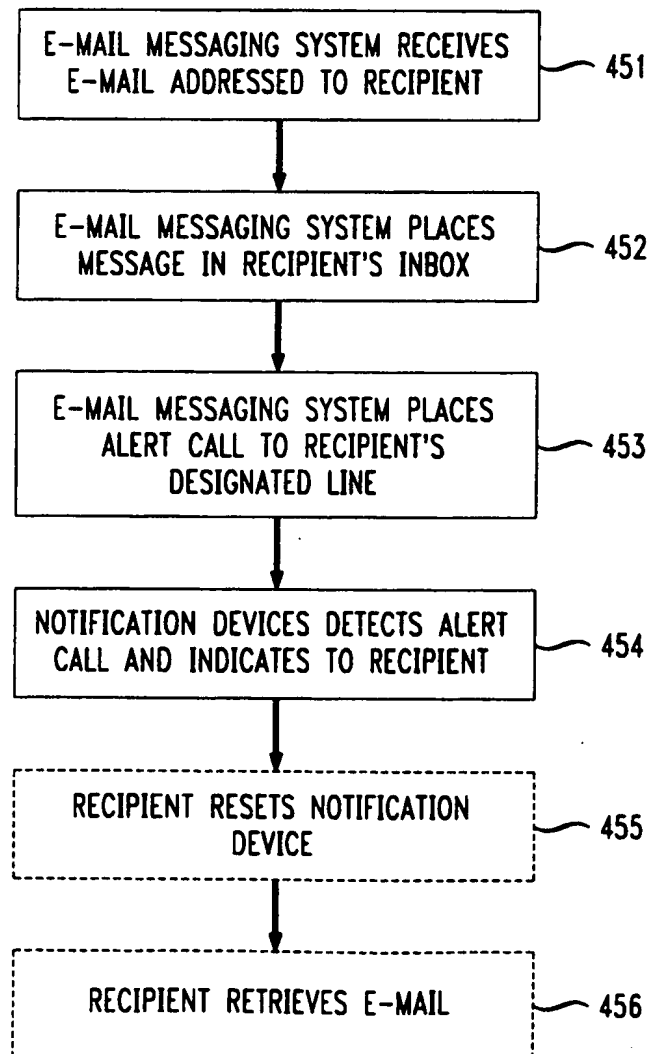 E-MAIL MESSAGING SYSTEM RECEIVES
E-MAIL ADDRESSED TO RECIPIENT
451
E-MAIL MESSAGING SYSTEM PLACES
MESSAGE IN RECIPIENT'S INBOX
452
E-MAIL MESSAGING SYSTEM PLACES
ALERT CALL TO RECIPIENT'S
DESIGNATED LINE
453
NOTIFICATION DEVICES DETECTS ALERT
CALL AND INDICATES TO RECIPIENT
454
RECIPIENT RESETS NOTIFICATION
DEVICE
455
RECIPIENT RETRIEVES E-MAIL
456